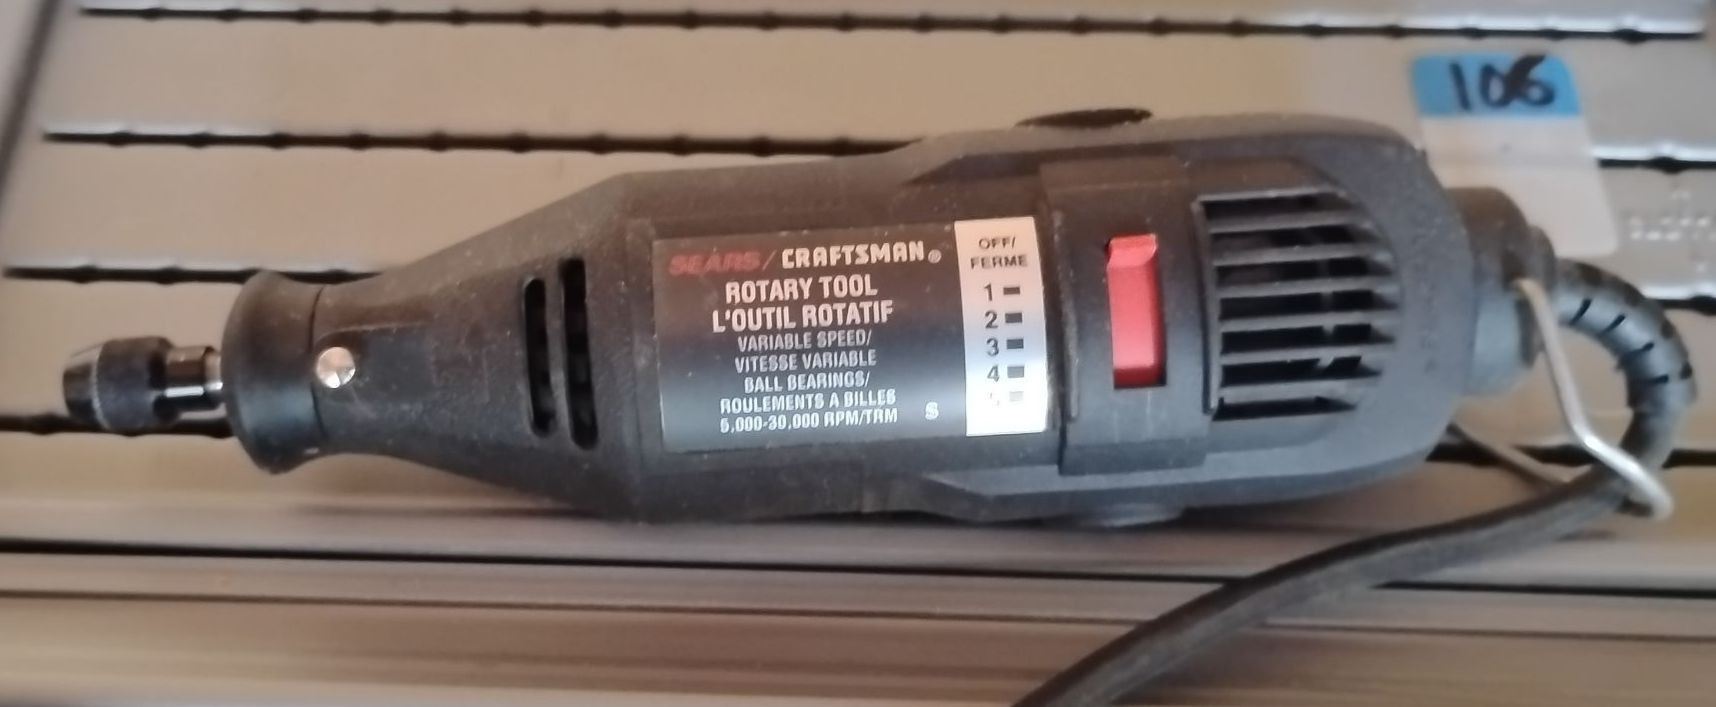 106
SEARS/CRAFTSMAN®
ROTARY TOOL
L'OUTIL ROTATIF
VARIABLE SPEED/
VITESSE VARIABLE
BALL BEARINGS/
ROULEMENTS A BILLES
5,000-30,000 RPM/TRM
S
OFF/
FERME
1
2
3
4
5